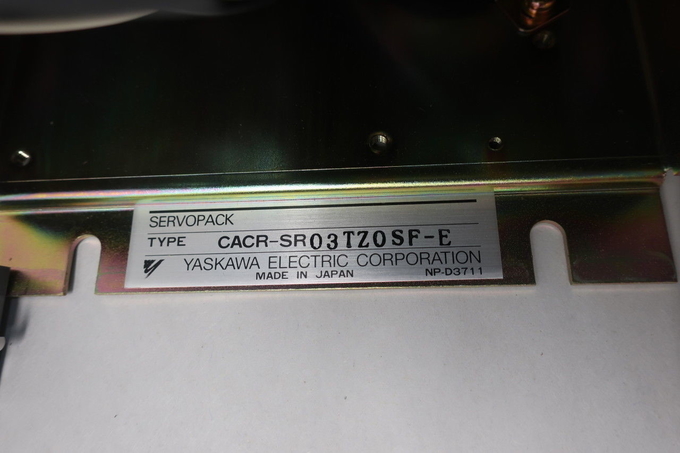 SERVOPACK
TYPE CACR-SR03TZ0SF-E
YASKAWA ELECTRIC CORPORATION
MADE IN JAPAN NP-D3711